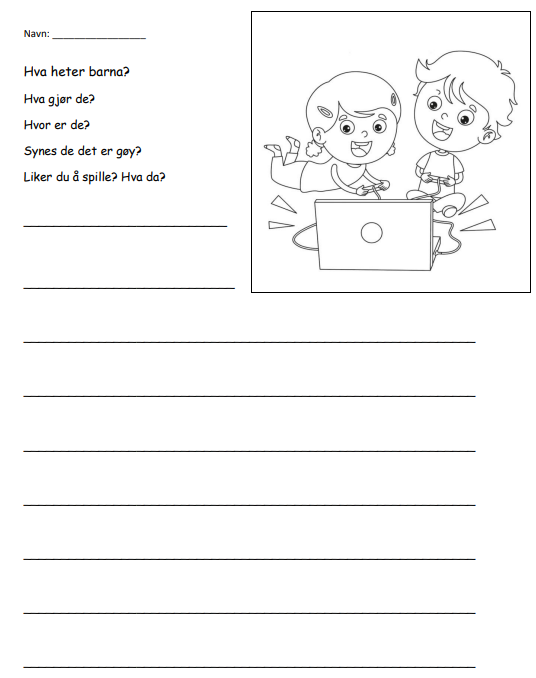 Navn: _________________
Hva heter barna?
Hva gjør de?
Hvor er de?
Synes de det er gøy?
Liker du å spille? Hva da?